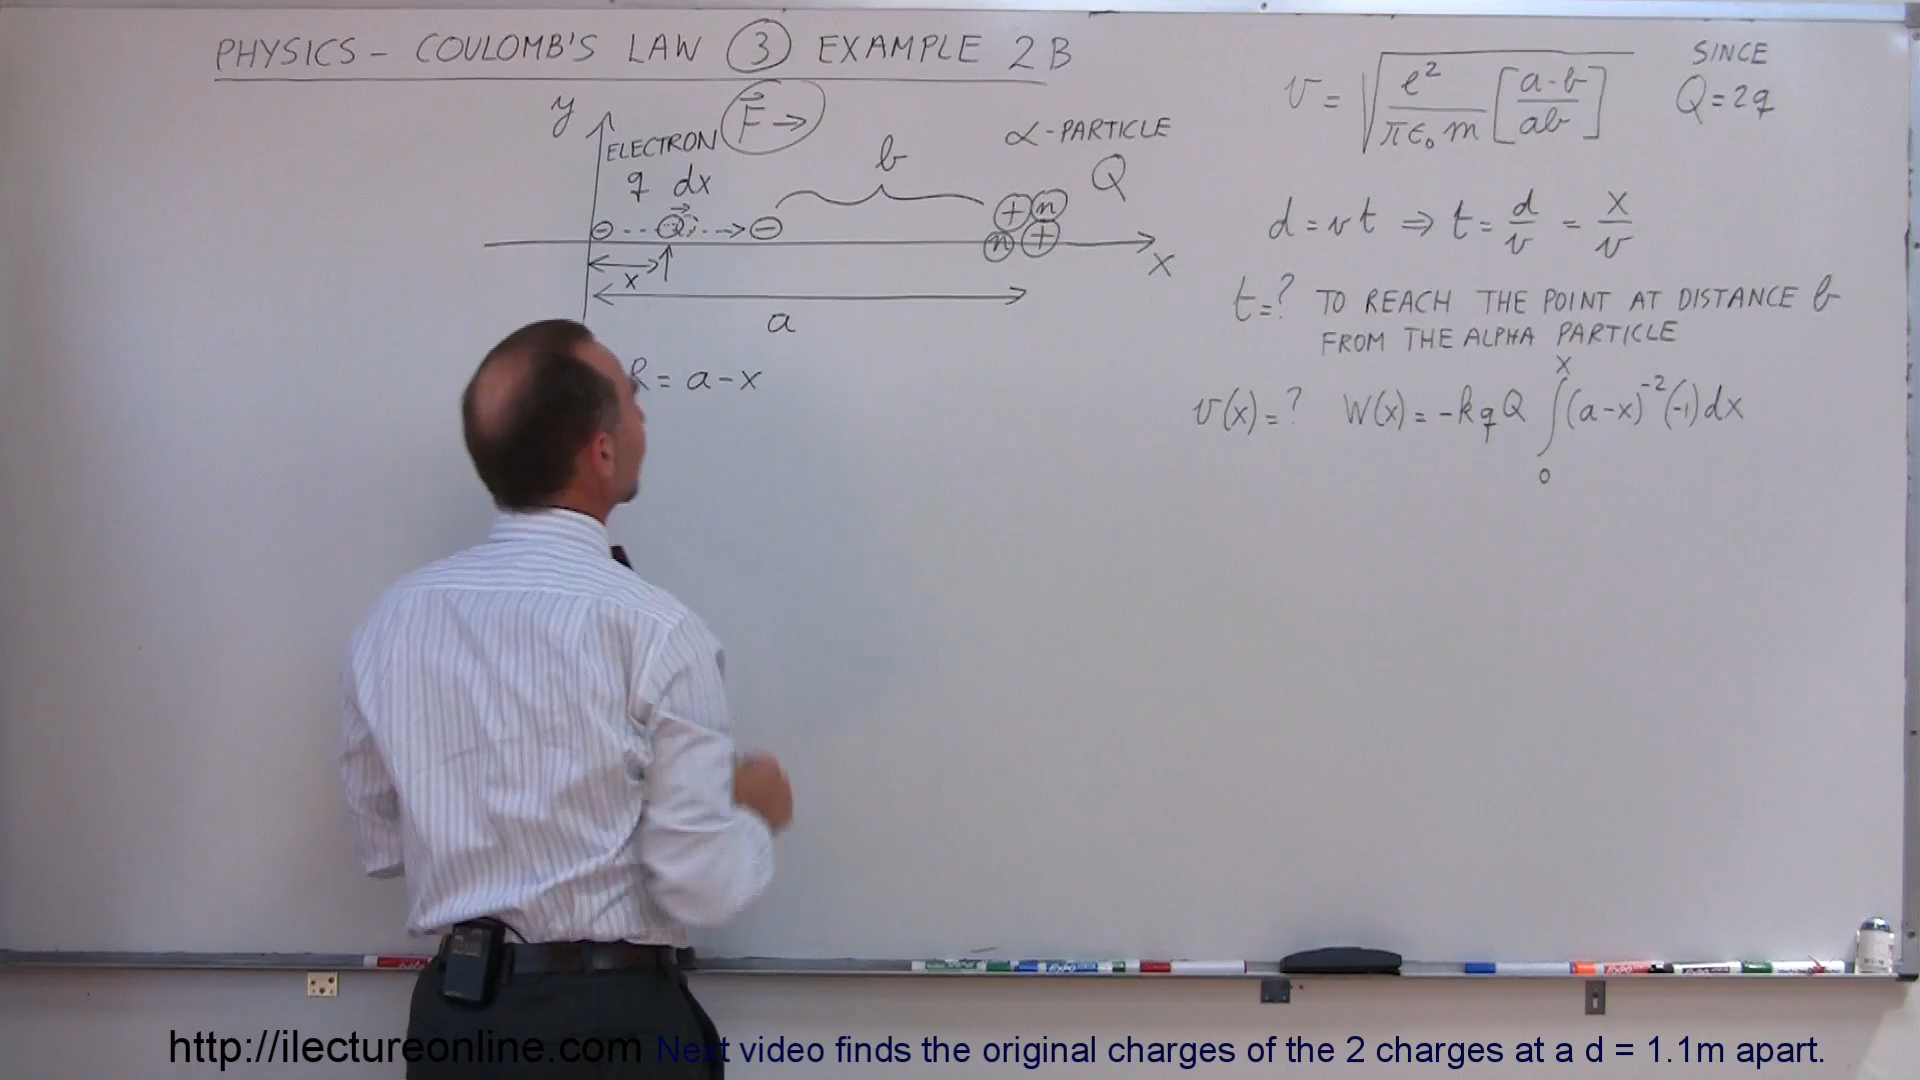 PHYSICS - COULOMB'S LAW ③ EXAMPLE 2B
y
ELECTRON
F⃗ →
q dx
b
α-PARTICLE
Q
⊖ ⊖ ⊖
+ n
n +
x
x
a
R = a - x
v = √(e²/(πε₀m) [(a-b)/(ab)])
SINCE
Q = 2q
d = vt ⇒ t = d/v = x/v
t = ? TO REACH THE POINT AT DISTANCE b
FROM THE ALPHA PARTICLE
v(x) = ? W(x) = -kqQ ∫₀ˣ (a-x)⁻²(-1)dx
http://ilectureonline.com Next video finds the original charges of the 2 charges at a d = 1.1m apart.